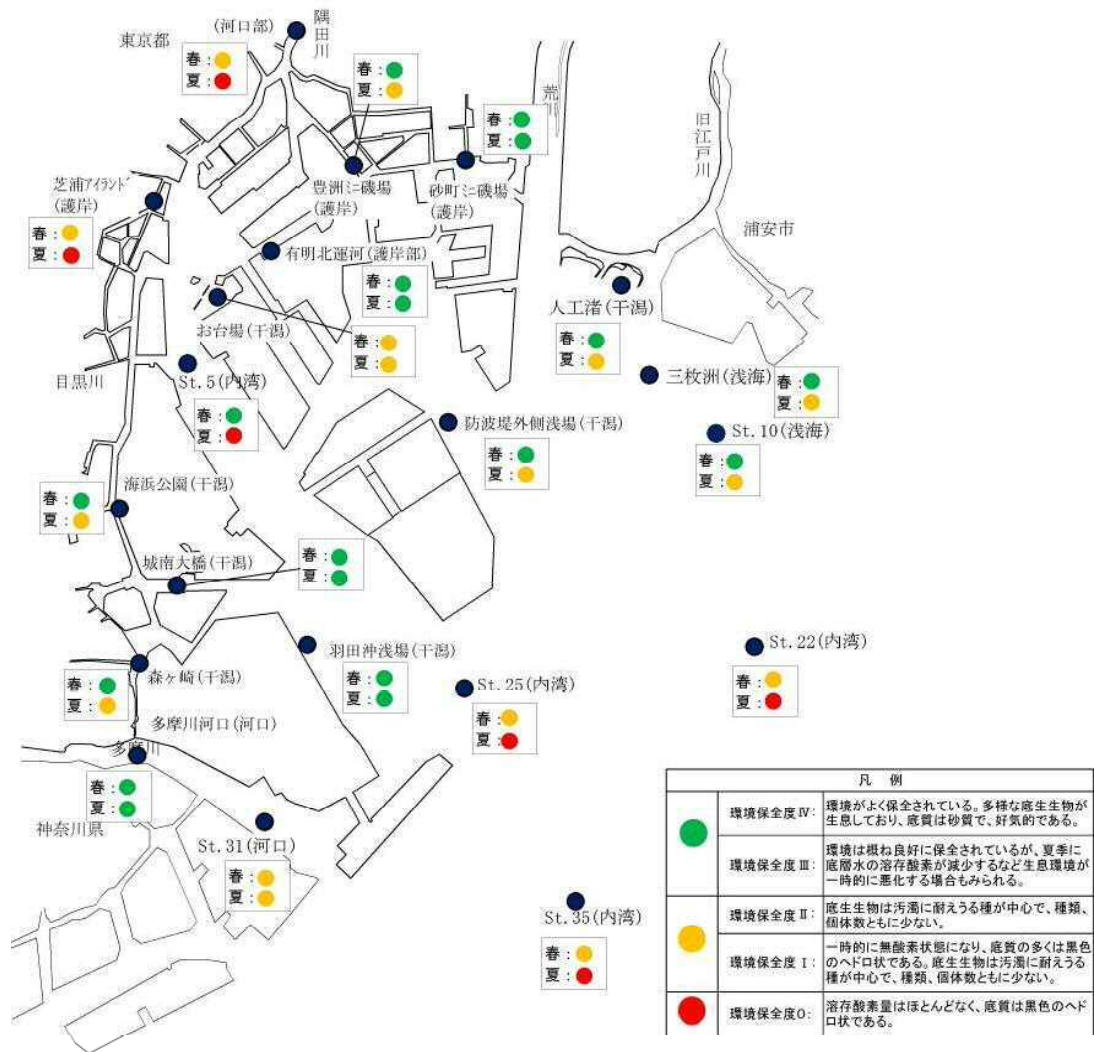 (河口部)
隅田川
東京都
春:
夏:
春:
夏:
荒川
春:
夏:
旧江戸川
芝浦アイランド
(護岸)
豊洲ミニ磯場
(護岸)
砂町ミニ磯場
(護岸)
春:
夏:
浦安市
有明北運河(護岸部)
春:
夏:
人工渚(干潟)
お台場(干潟)
春:
夏:
春:
夏:
目黒川
St.5(内湾)
春:
夏:
三枚洲(浅海)
春:
夏:
防波堤外側浅場(干潟)
春:
夏:
St.10(浅海)
春:
夏:
海浜公園(干潟)
春:
夏:
城南大橋(干潟)
春:
夏:
羽田沖浅場(干潟)
春:
夏:
St.22(内湾)
春:
夏:
森ヶ崎(干潟)
春:
夏:
St.25(内湾)
春:
夏:
多摩川河口(河口)
多摩川
春:
夏:
神奈川県
St.31(河口)
春:
夏:
St.35(内湾)
春:
夏:
凡 例
環境保全度Ⅳ:
環境がよく保全されている。多様な底生生物が
生息しており、底質は砂質で、好気的である。
環境保全度Ⅲ:
環境は概ね良好に保全されているが、夏季に
底層水の溶存酸素が減少するなど生息環境が
一時的に悪化する場合もみられる。
環境保全度Ⅱ:
底生生物は汚濁に耐えうる種が中心で、種類、
個体数ともに少ない。
環境保全度Ⅰ:
一時的に無酸素状態になり、底質の多くは黒色
のヘドロ状である。底生生物は汚濁に耐えうる
種が中心で、種類、個体数ともに少ない。
環境保全度0:
溶存酸素量はほとんどなく、底質は黒色のヘド
ロ状である。